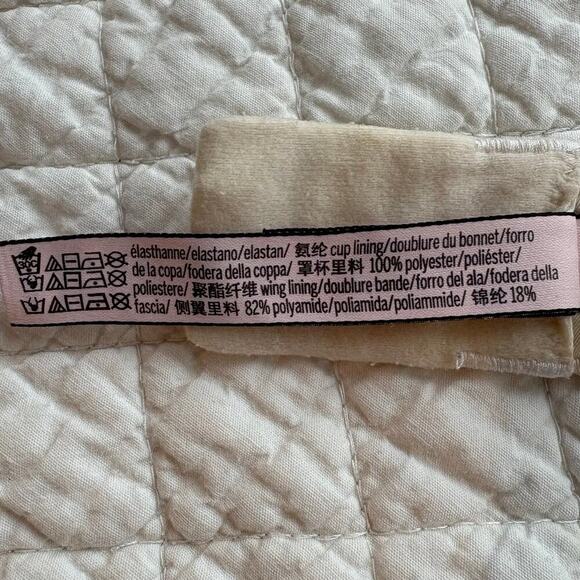 élasthanne/elastano/elastan/ 氨纶 cup lining/doublure du bonnet/forro
de la copa/fodera della coppa/ 罩杯里料 100% polyester/poliéster/
poliestere/ 聚酯纤维 wing lining/doublure bande/forro del ala/fodera della
fascia/ 侧翼里料 82% polyamide/poliamida/poliammide/ 锦纶 18%